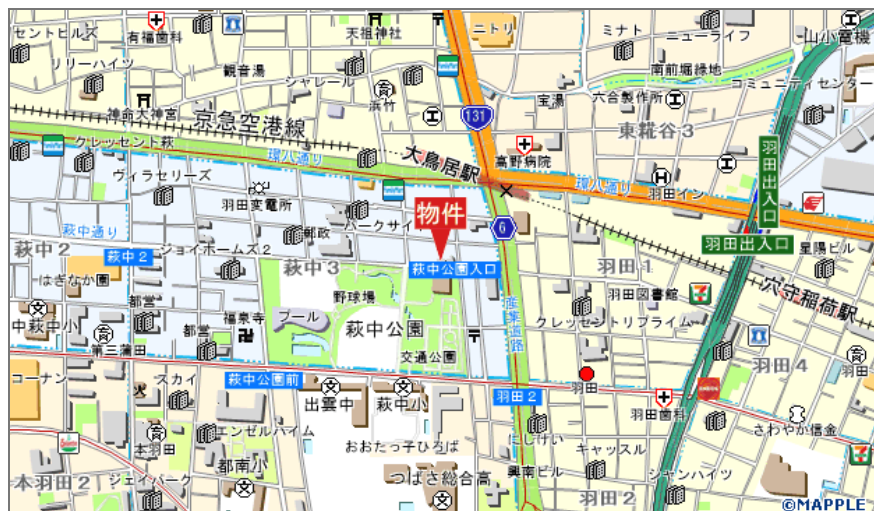 天祖神社
ニトリ
ミナト
ニューライフ
山小電機
セントヒルズ
有福歯科
リリーハイツ
観音湯
シャレール
浜竹
南前堀緑地
コミュニティセンター
宝湯
六合製作所
神命大神宮
京急空港線
131
東糀谷3
クレッセント萩
環八通り
大鳥居駅
高野病院
羽田出入口
ヴィラセリーズ
羽田変電所
羽田イン
環八通り
物件
萩中通り
郵政
パークサイ
6
羽田出入口
萩中2
萩中2
ジョイホームズ2
萩中3
萩中公園入口
羽田1
星陽ビル
はぎなか園
野球場
羽田図書館
穴守稲荷駅
都営
プール
産業道路
中萩中小
福泉寺
萩中公園
クレッセントリプライム
第三蒲田
都営
交通公園
羽田4
羽田
コーナン
スカイ
萩中公園前
出雲中
萩中小
羽田2
羽田
羽田歯科
さわやか信金
本羽田
エンゼルハイム
おおたっ子ひろば
にしけい
キャッスル
都南小
本羽田2
ジェイパーク
つばさ総合高
興南ビル
羽田2
シャンハイツ
©MAPPLE